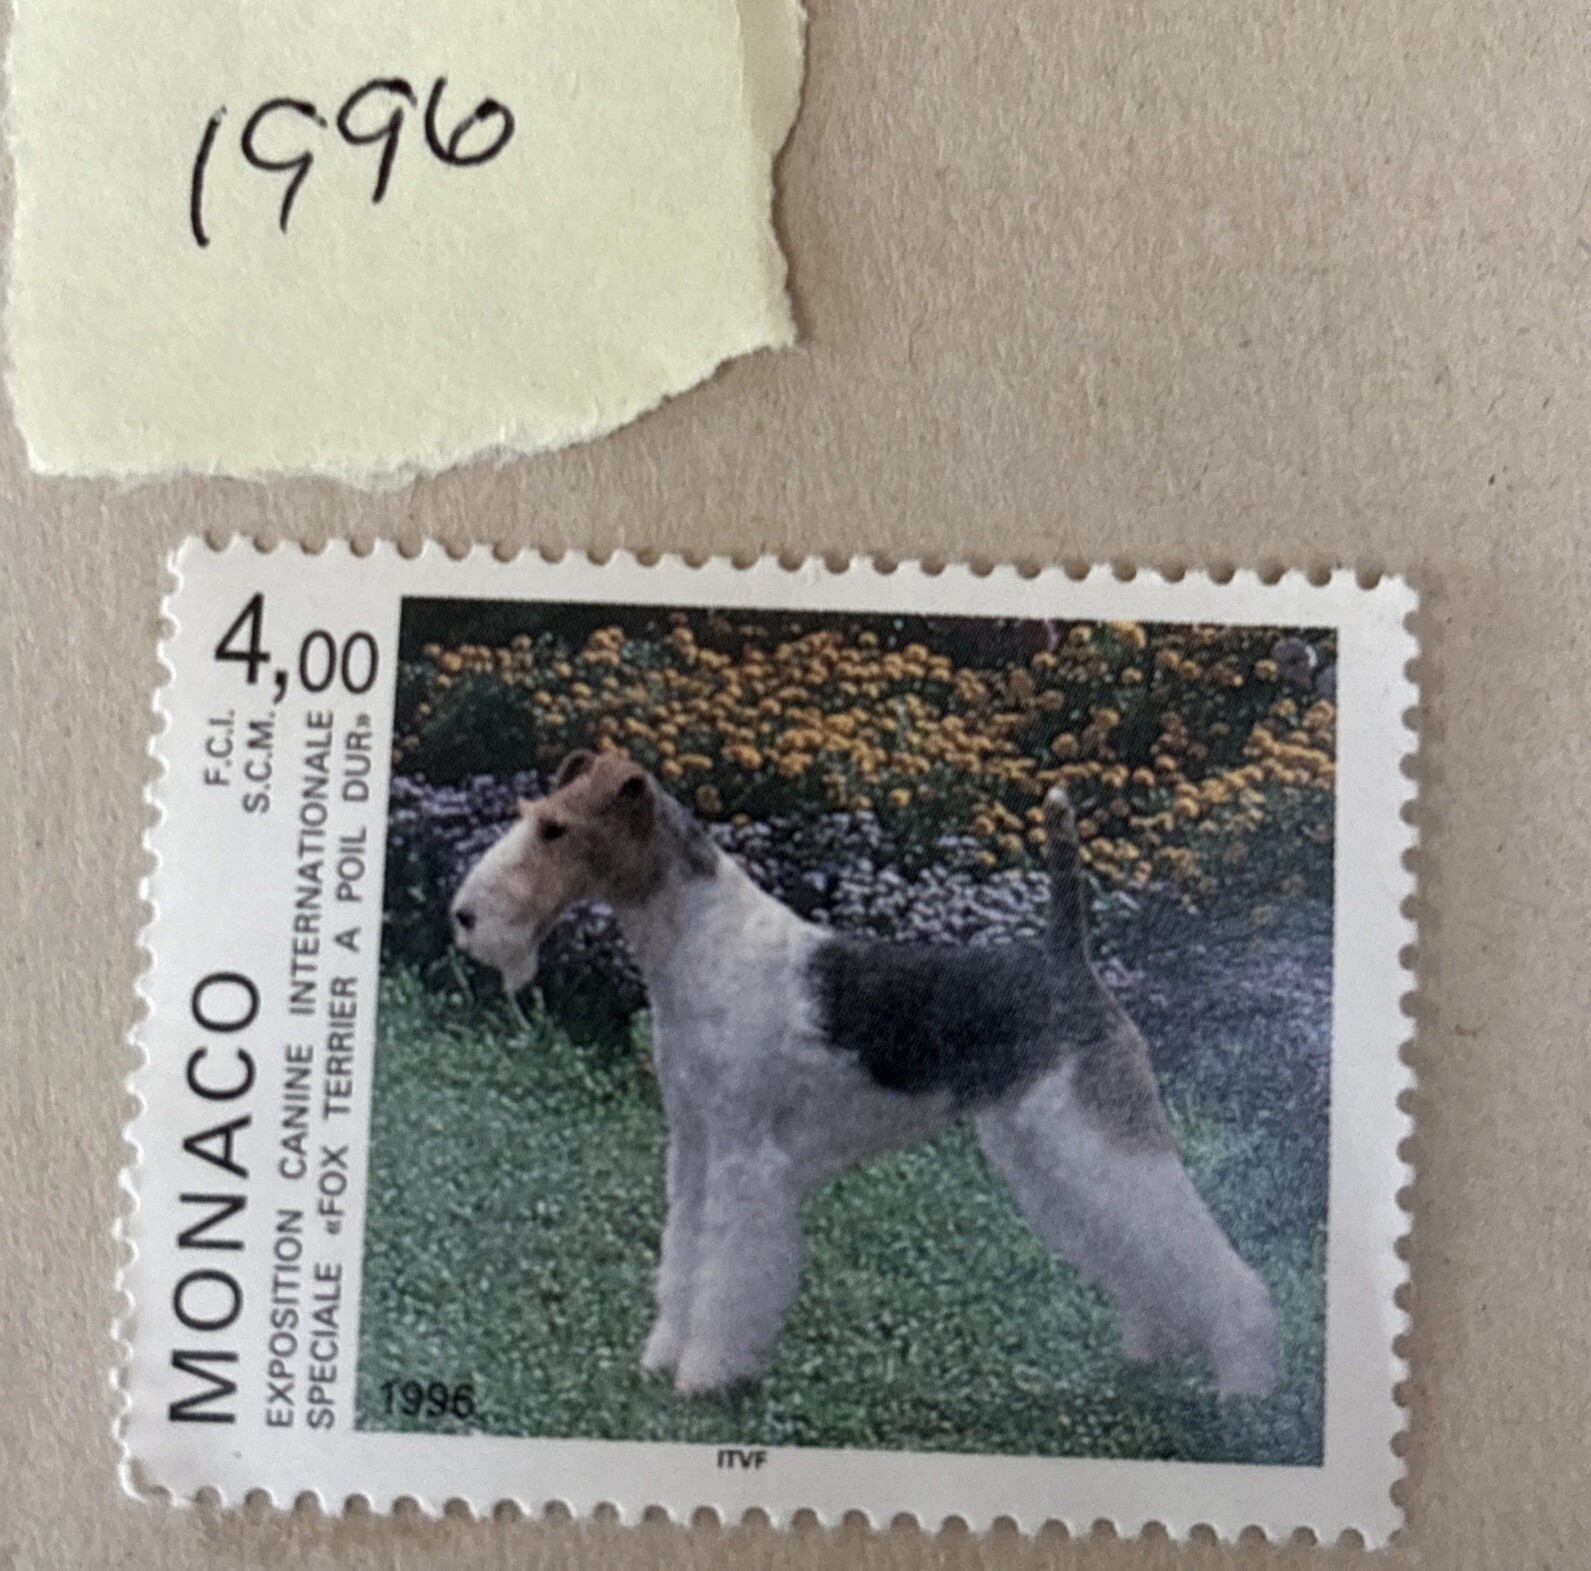 1996
4,00
F.C.I.
S.C.M.
MONACO
EXPOSITION CANINE INTERNATIONALE
SPECIALE «FOX TERRIER A POIL DUR»
1996
ITVF